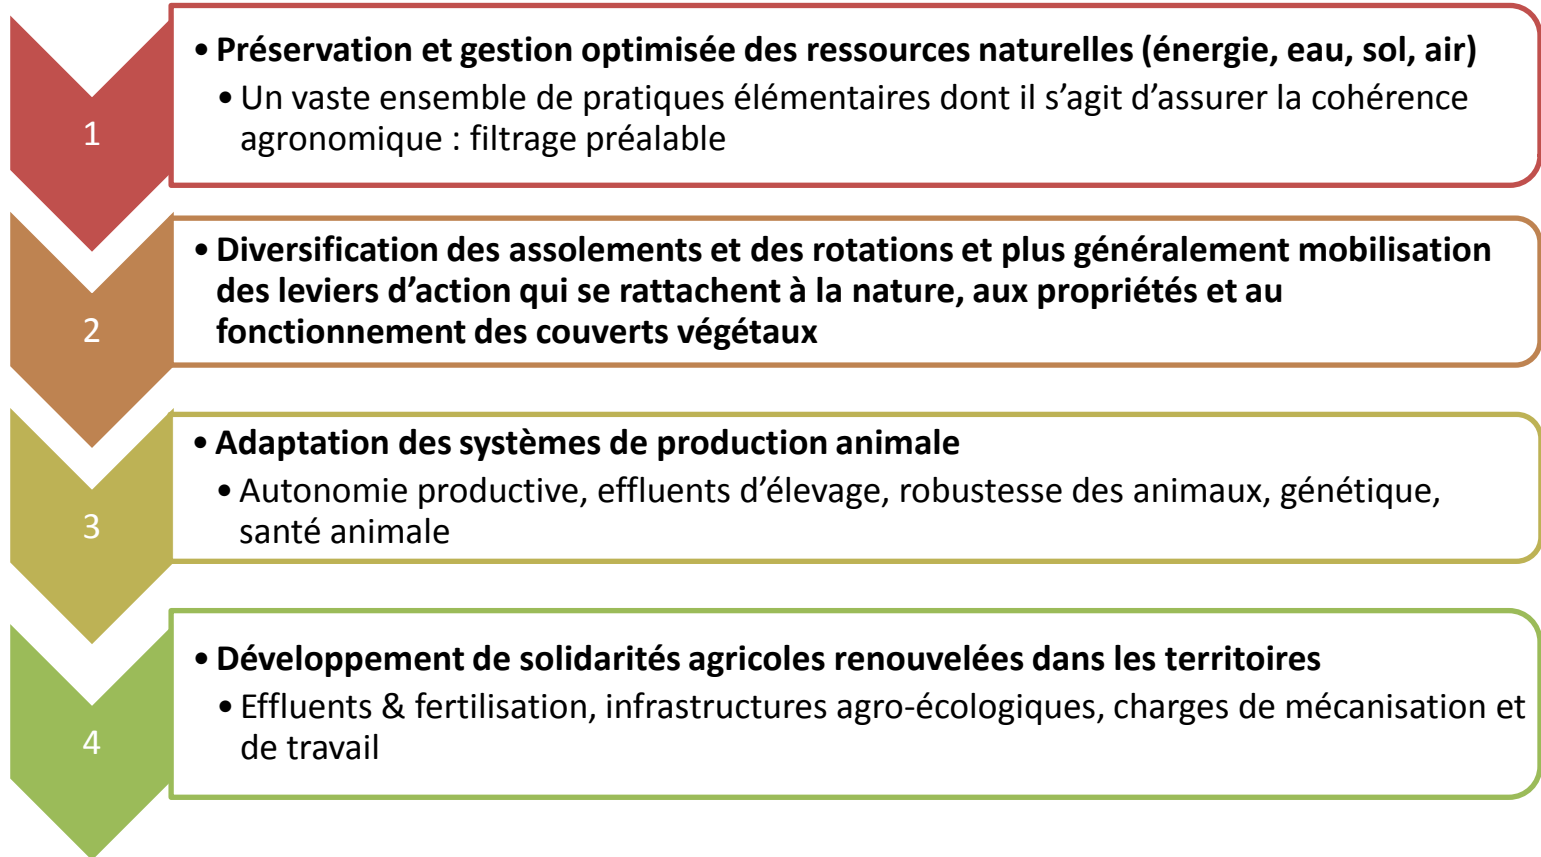 1
• Préservation et gestion optimisée des ressources naturelles (énergie, eau, sol, air)
• Un vaste ensemble de pratiques élémentaires dont il s’agit d’assurer la cohérence
agronomique : filtrage préalable
2
• Diversification des assolements et des rotations et plus généralement mobilisation
des leviers d’action qui se rattachent à la nature, aux propriétés et au
fonctionnement des couverts végétaux
3
• Adaptation des systèmes de production animale
• Autonomie productive, effluents d’élevage, robustesse des animaux, génétique,
santé animale
4
• Développement de solidarités agricoles renouvelées dans les territoires
• Effluents & fertilisation, infrastructures agro-écologiques, charges de mécanisation et
de travail